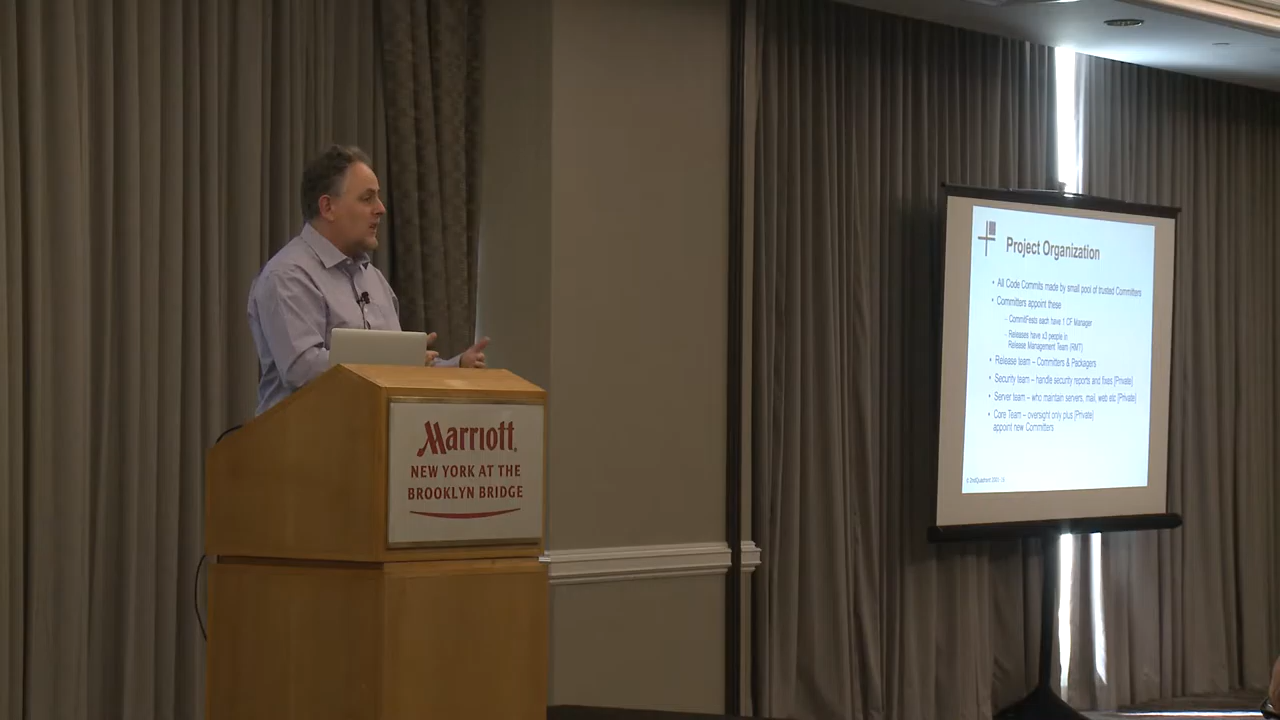 Marriott.
NEW YORK AT THE
BROOKLYN BRIDGE
Project Organization
• All Code Commits made by small pool of trusted Committers
• Committers appoint these
– CommitFests each have 1 CF Manager
– Releases have x3 people in
Release Management Team (RMT)
• Release team – Committers & Packagers
• Security team – handle security reports and fixes [Private]
• Server team – who maintain servers, mail, web etc [Private]
• Core Team – oversight only plus [Private]
appoint new Committers